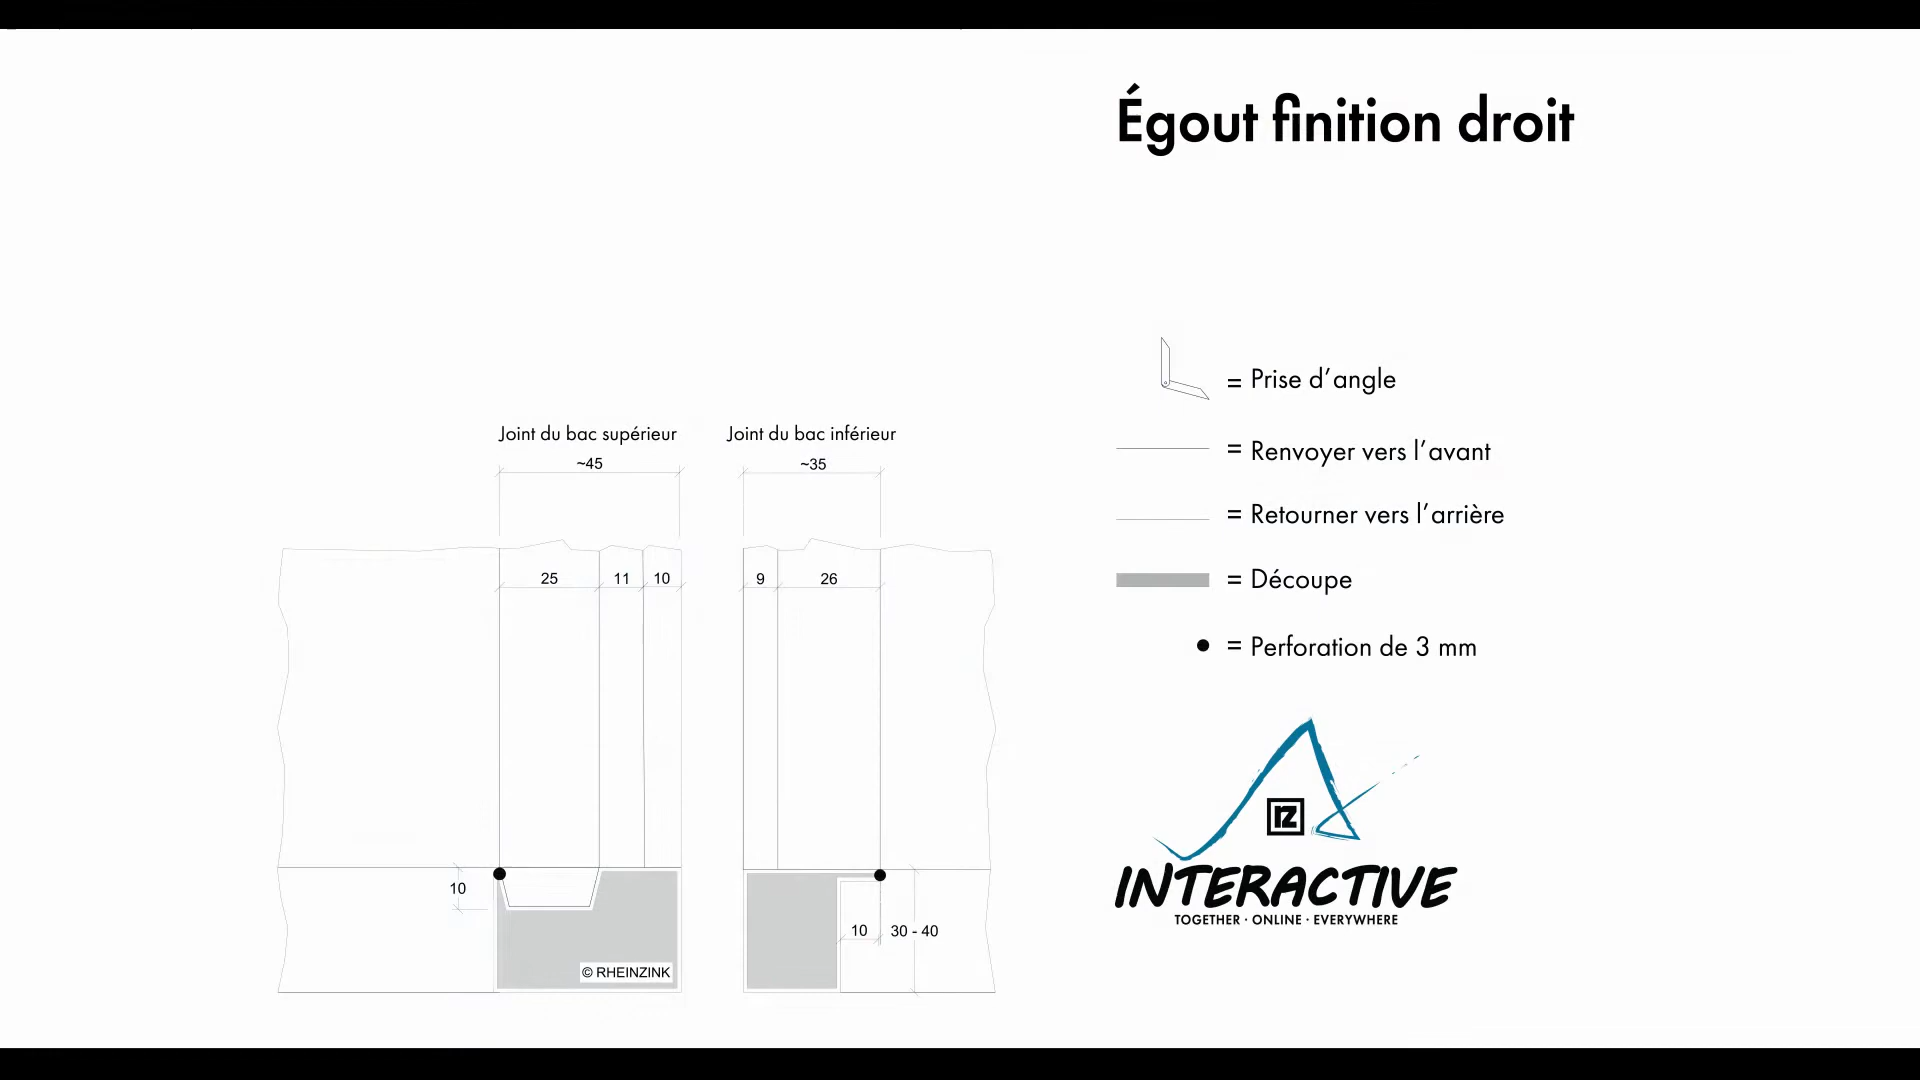 Égout finition droit
= Prise d’angle
Joint du bac supérieur
Joint du bac inférieur
= Renvoyer vers l’avant
~45
~35
= Retourner vers l’arrière
25
11
10
9
26
= Découpe
= Perforation de 3 mm
rz
10
INTERACTIVE
TOGETHER · ONLINE · EVERYWHERE
10
30 - 40
© RHEINZINK